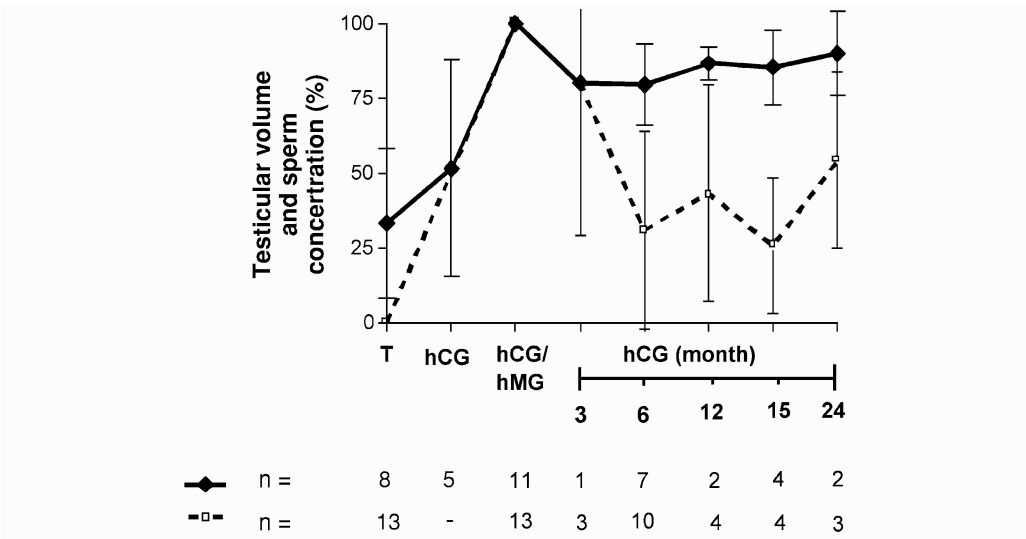 100
75
50
25
0
Testicular volume
and sperm
concertration (%)
T hCG hCG/
hMG
hCG (month)
3 6 12 15 24
n = 8 5 11 1 7 2 4 2
n = 13 - 13 3 10 4 4 3